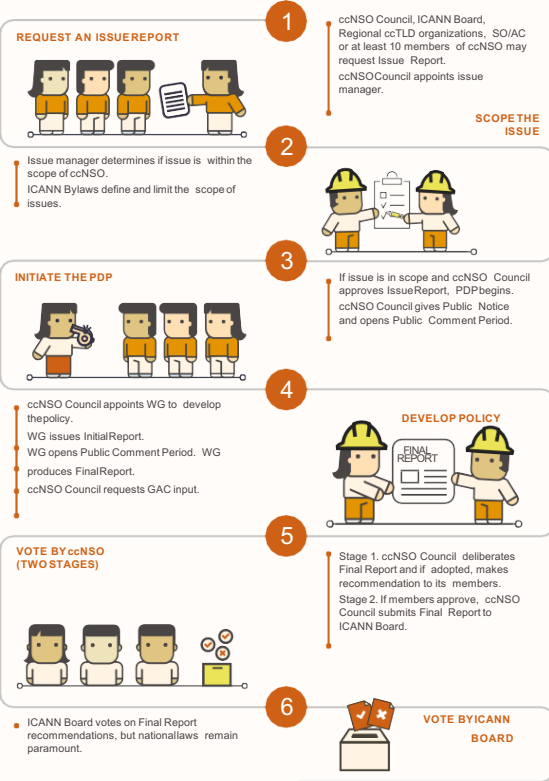 1
REQUEST AN ISSUE REPORT
ccNSO Council, ICANN Board,
Regional ccTLD organizations, SO/AC
or at least 10 members of ccNSO may
request Issue Report.
ccNSO Council appoints issue
manager.
2
SCOPE THE
ISSUE
Issue manager determines if issue is within the
scope of ccNSO.
ICANN Bylaws define and limit the scope of
issues.
3
INITIATE THE PDP
If issue is in scope and ccNSO Council
approves Issue Report, PDP begins.
ccNSO Council gives Public Notice
and opens Public Comment Period.
4
DEVELOP POLICY
ccNSO Council appoints WG to develop
the policy.
WG issues Initial Report.
WG opens Public Comment Period. WG
produces Final Report.
ccNSO Council requests GAC input.
FINAL
REPORT
5
VOTE BY ccNSO
(TWO STAGES)
Stage 1. ccNSO Council deliberates
Final Report and if adopted, makes
recommendation to its members.
Stage 2. If members approve, ccNSO
Council submits Final Report to
ICANN Board.
6
VOTE BY ICANN
BOARD
ICANN Board votes on Final Report
recommendations, but national laws remain
paramount.